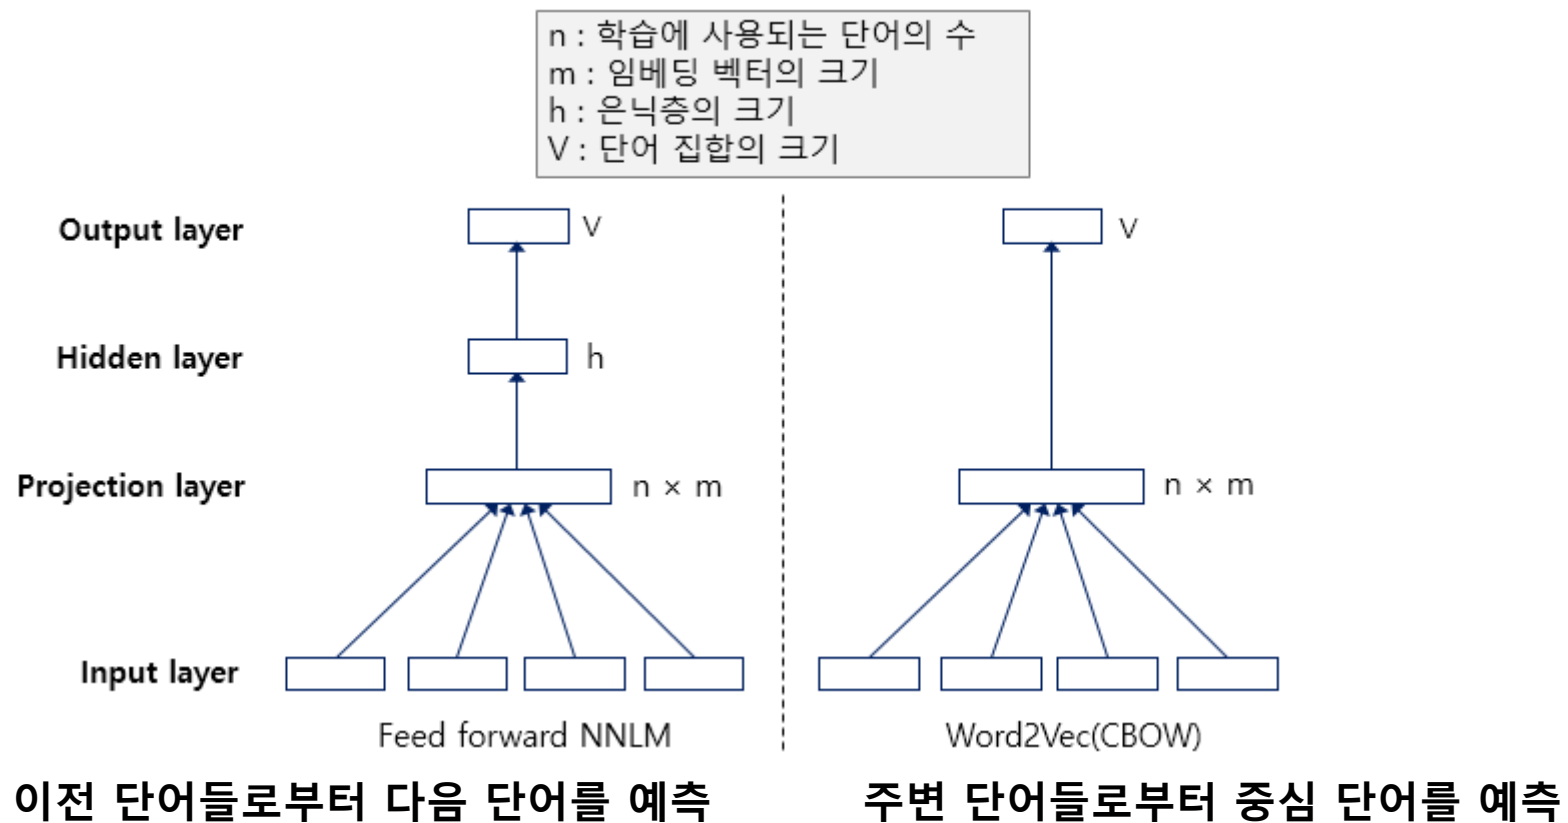 n : 학습에 사용되는 단어의 수
m : 임베딩 벡터의 크기
h : 은닉층의 크기
V : 단어 집합의 크기
Output layer
V
V
Hidden layer
h
Projection layer
n × m
n × m
Input layer
Feed forward NNLM
Word2Vec(CBOW)
이전 단어들로부터 다음 단어를 예측
주변 단어들로부터 중심 단어를 예측